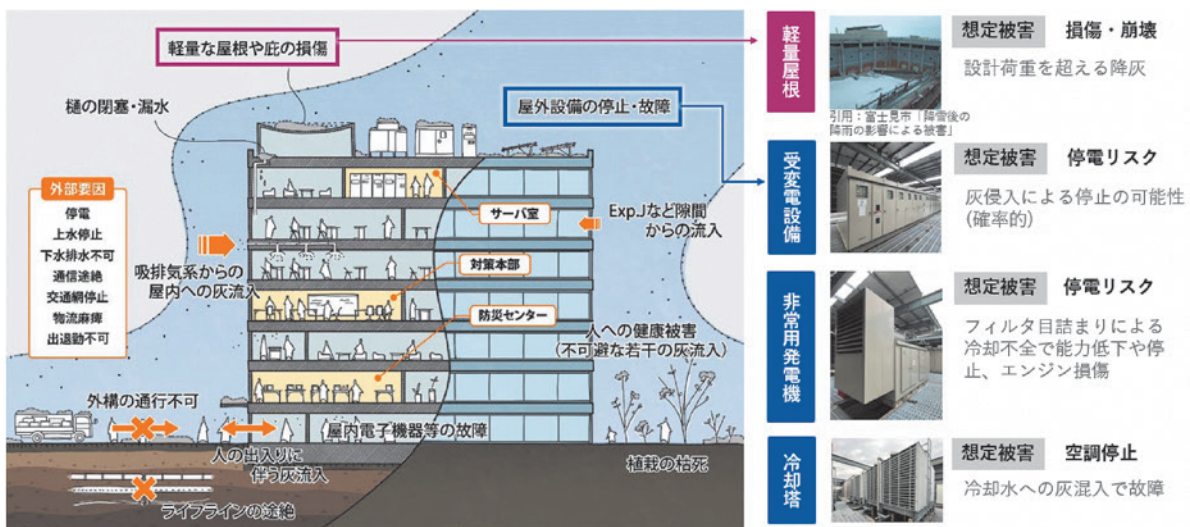 軽量な屋根や庇の損傷
樋の閉塞・漏水
屋外設備の停止・故障
外部要因
停電
上水停止
下水排水不可
通信途絶
交通網停止
物流麻痺
出退勤不可
サーバ室
Exp.Jなど隙間
からの流入
吸排気系からの
屋内への灰流入
対策本部
防災センター
人への健康被害
(不可避な若干の灰流入)
外構の通行不可
屋内電子機器等の故障
人の出入りに
伴う灰流入
植栽の枯死
ライフラインの途絶
軽量屋根
想定被害 損傷・崩壊
設計荷重を超える降灰
引用：富士見市「降雪後の
降雨の影響による被害」
受変電設備
想定被害 停電リスク
灰侵入による停止の可能性
(確率的)
非常用発電機
想定被害 停電リスク
フィルタ目詰まりによる
冷却不全で能力低下や停
止、エンジン損傷
冷却塔
想定被害 空調停止
冷却水への灰混入で故障